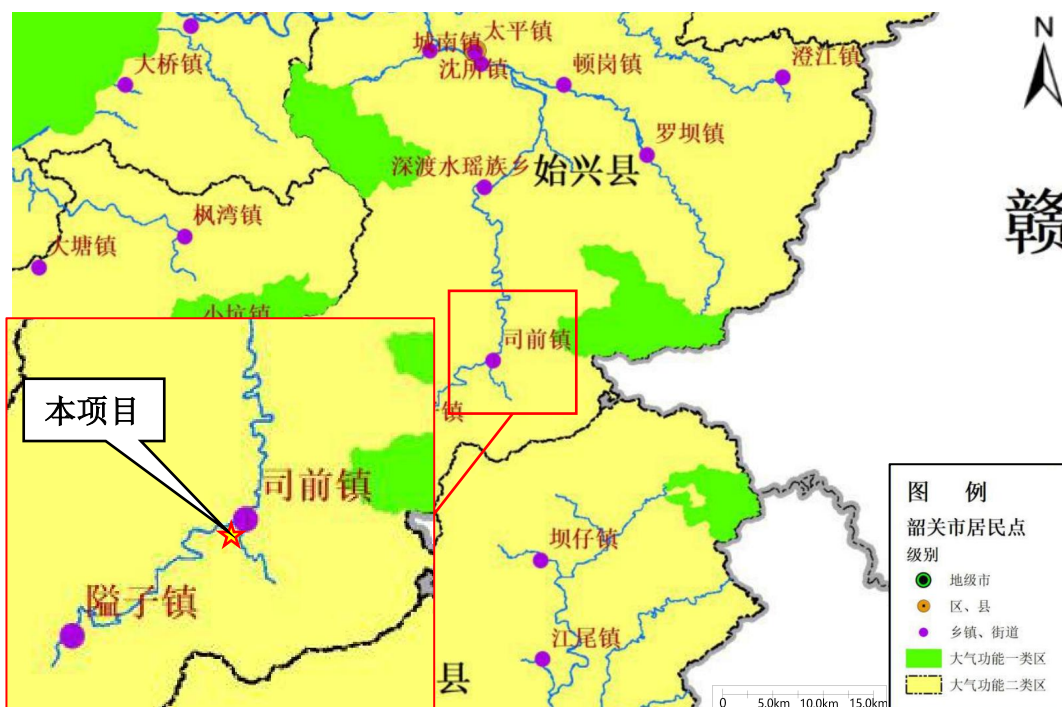 N
太平镇
城南镇
沈所镇
大桥镇
顿岗镇
澄江镇
罗坝镇
深渡水瑶族乡
始兴县
赣
枫湾镇
大塘镇
小坑镇
司前镇
本项目
司前镇
隘子镇
坝仔镇
江尾镇
县
图 例
韶关市居民点
级别
地级市
区、县
乡镇、街道
大气功能一类区
大气功能二类区
0 5.0km 10.0km 15.0km